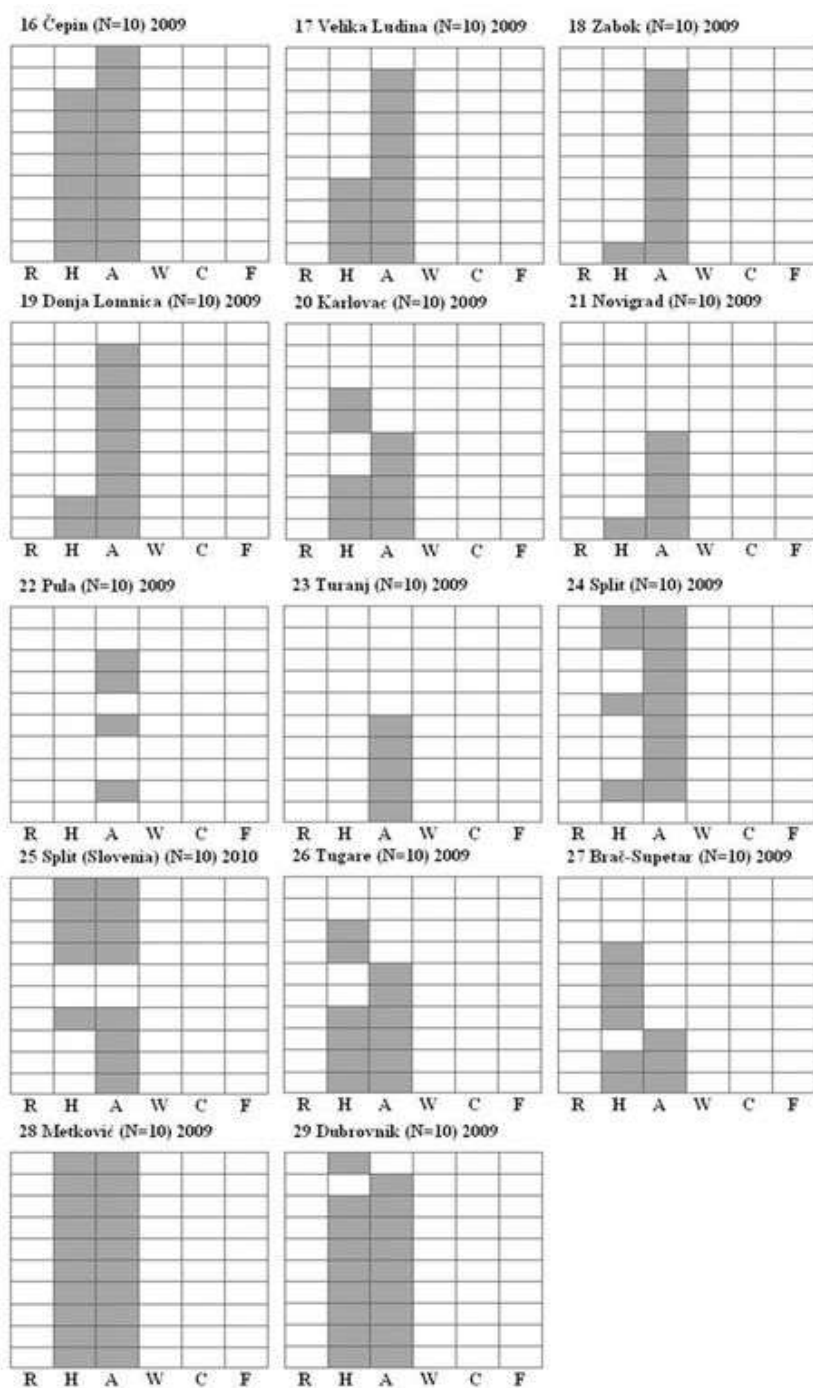 16 Čepin (N=10) 2009
17 Velika Ludina (N=10) 2009
18 Zabok (N=10) 2009
R H A W C F
R H A W C F
R H A W C F
19 Donja Lomnica (N=10) 2009
20 Karlovac (N=10) 2009
21 Novigrad (N=10) 2009
R H A W C F
R H A W C F
R H A W C F
22 Pula (N=10) 2009
23 Turanj (N=10) 2009
24 Split (N=10) 2009
R H A W C F
R H A W C F
R H A W C F
25 Split (Slovenia) (N=10) 2010
26 Tugare (N=10) 2009
27 Brač-Supetar (N=10) 2009
R H A W C F
R H A W C F
R H A W C F
28 Metković (N=10) 2009
29 Dubrovnik (N=10) 2009
R H A W C F
R H A W C F